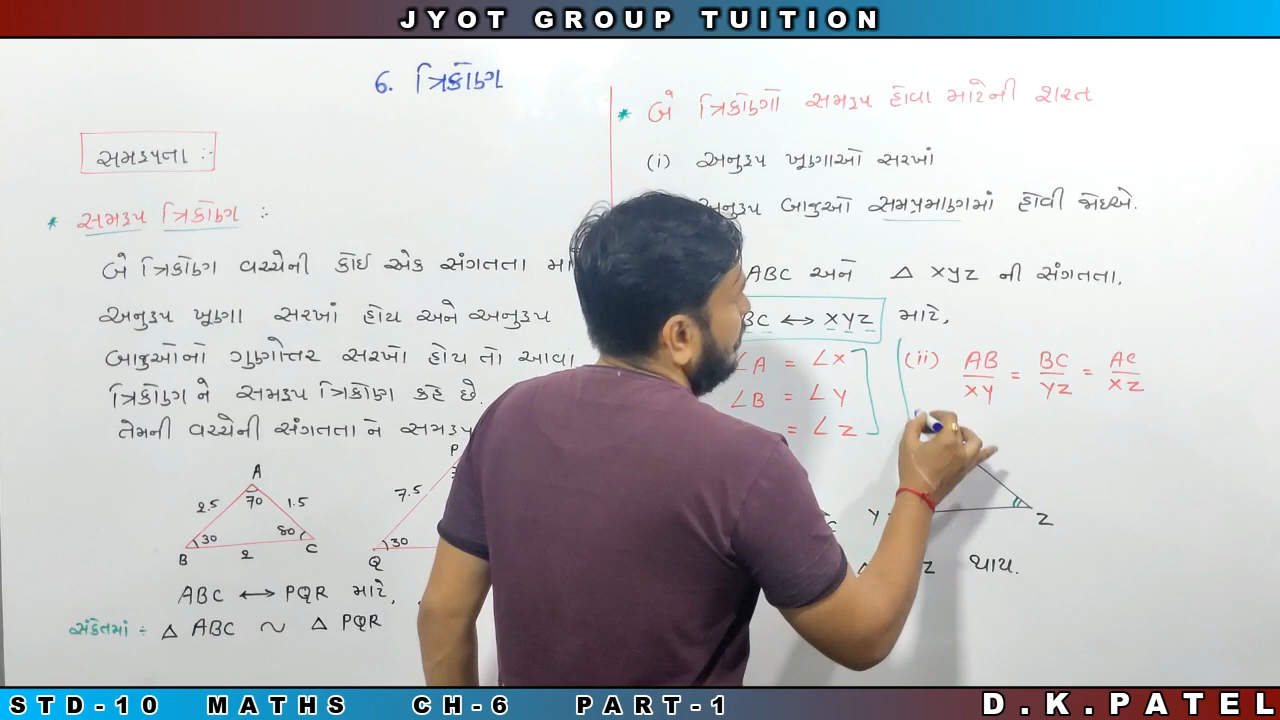 JYOT GROUP TUITION
6. ત્રિકોણ
સમરૂપતા :-
* સમરૂપ ત્રિકોણ :
બે ત્રિકોણ વચ્ચેની કોઇ એક સંગતતા
અનુરૂપ ખૂણા સરખાં હોય અને અનુરૂપ
બાજુઓનો ગુણોત્તર સરખો હોય તો આવા
ત્રિકોણ ને સમરૂપ ત્રિકોણ કહે છે.
તેમની વચ્ચેની સંગતતા ને સમરૂપ
A
2.5 70 1.5
30 80
B 2 C
P
7.5
30
Q
ABC ↔ PQR માટે,
સંકેતમાં :- △ ABC ~ △ PQR
* બે ત્રિકોણો સમરૂપ હોવા માટેની શરત
(i) અનુરૂપ ખૂણાઓ સરખાં
અનુરૂપ બાજુઓ સમપ્રમાણમાં હોવી જોઇએ.
ABC અને △ XYZ ની સંગતતા,
BC ↔ XYZ માટે,
∠A = ∠X
∠B = ∠Y
= ∠Z
(ii) AB/XY = BC/YZ = AC/XZ
C
Y Z
Z થાય.
STD-10 MATHS CH-6 PART-1
D.K.PATEL